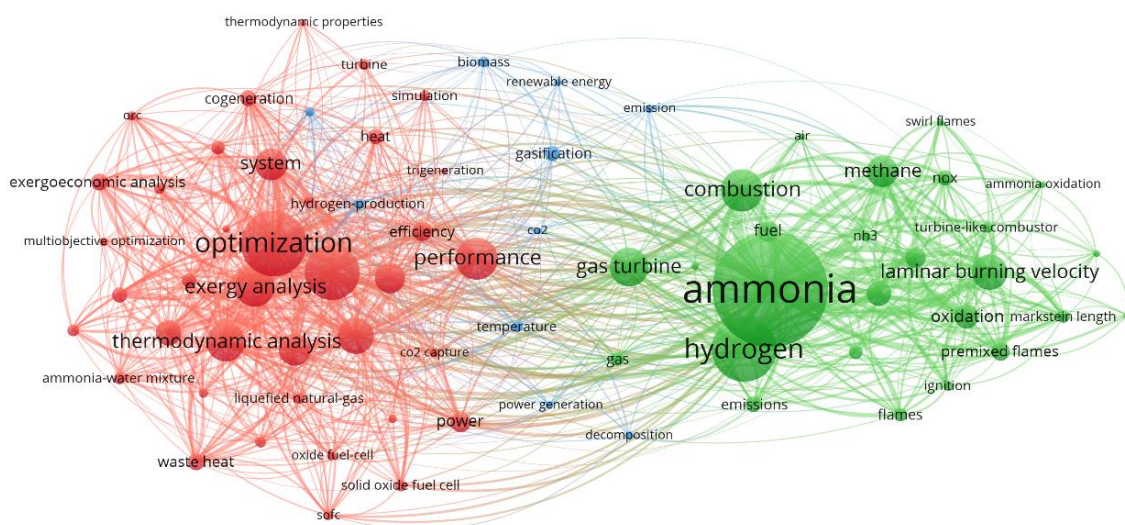 thermodynamic properties
turbine
biomass
renewable energy
cogeneration
simulation
emission
orc
swirl flames
heat
air
system
gasification
combustion
methane
nox
exergoeconomic analysis
trigeneration
ammonia oxidation
hydrogen-production
multiobjective optimization
optimization
efficiency
co2
fuel
nh3
turbine-like combustor
performance
gas turbine
laminar burning velocity
exergy analysis
ammonia
oxidation
markstein length
temperature
thermodynamic analysis
co2 capture
gas
hydrogen
premixed flames
ammonia-water mixture
ignition
liquefied natural-gas
power generation
emissions
flames
power
decomposition
waste heat
oxide fuel-cell
solid oxide fuel cell
sofc